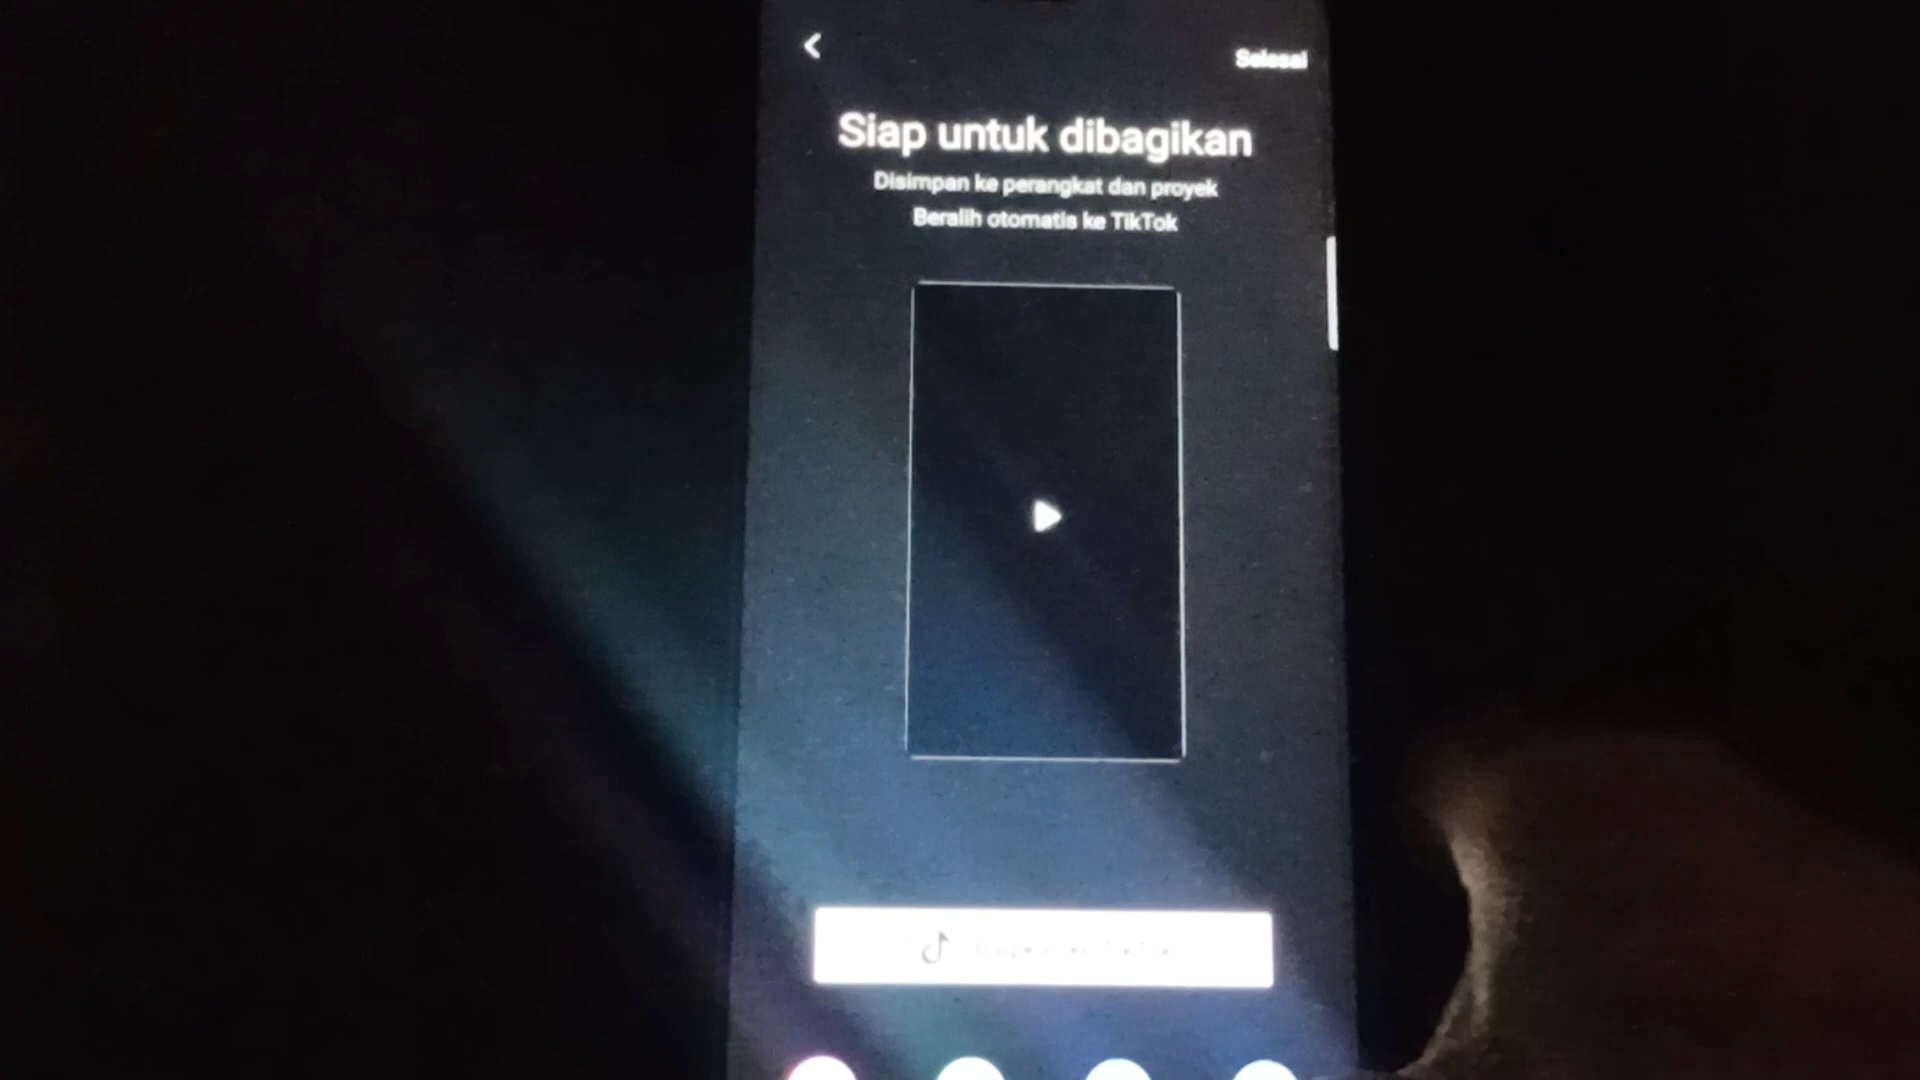 Selesai
Siap untuk dibagikan
Disimpan ke perangkat dan proyek
Beralih otomatis ke TikTok